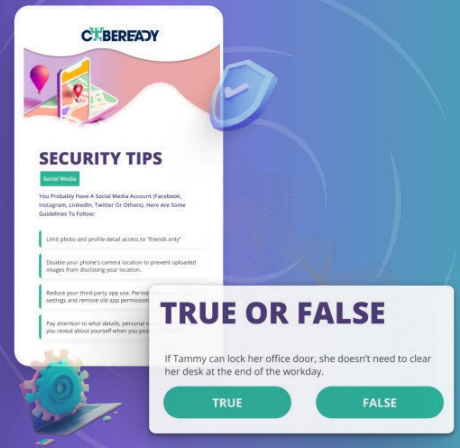 CYBEREADY
SECURITY TIPS
Social Media
You Probably Have A Social Media Account (Facebook,
Instagram, LinkedIn, Twitter Or Others). Here Are Some
Guidelines To Follow:
Limit photo and profile detail access to "friends only"
Disable your phone's camera location to prevent uploaded
images from disclosing your location.
Reduce your third-party app use.
settings and remove old app
Pay attention to what details, personal
you reveal about yourself when you
TRUE OR FALSE
If Tammy can lock her office door, she doesn't need to clear
her desk at the end of the workday.
TRUE
FALSE